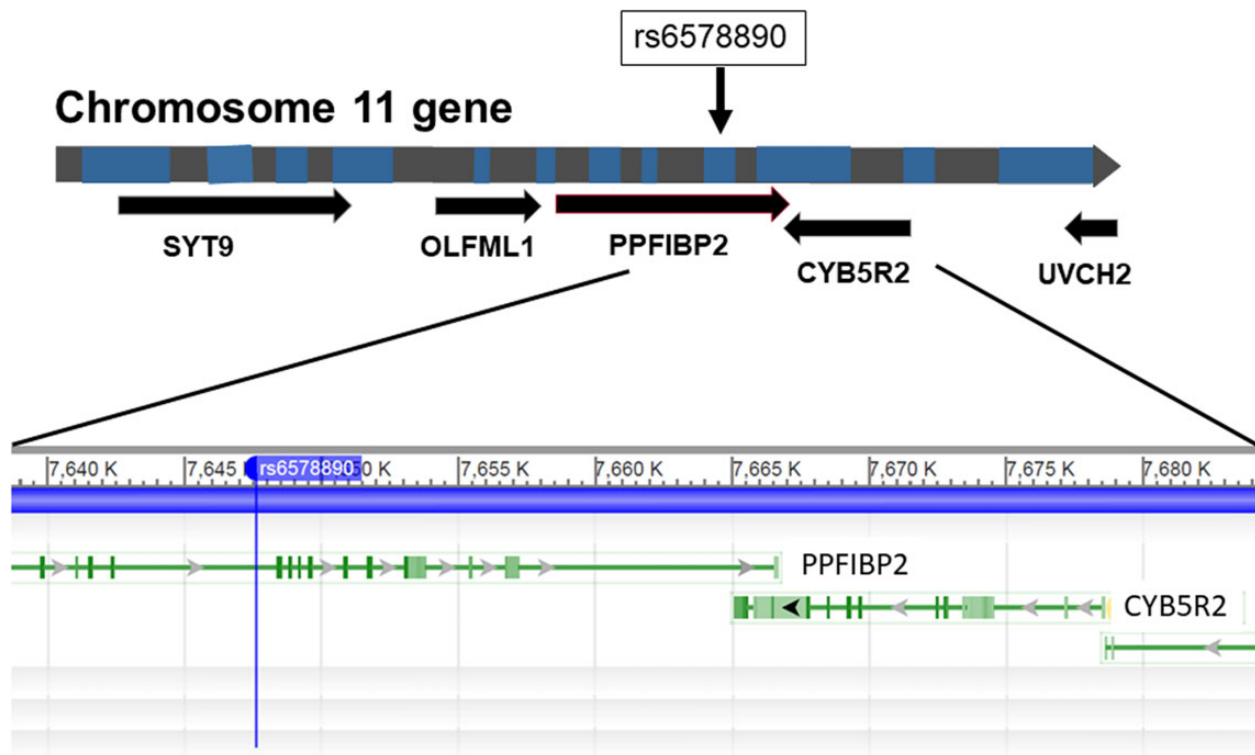 rs6578890
Chromosome 11 gene
SYT9
OLFML1
PPFIBP2
CYB5R2
UVCH2
7,640 K
7,645
rs6578890
50 K
7,655 K
7,660 K
7,665 K
7,670 K
7,675 K
7,680 K
PPFIBP2
CYB5R2